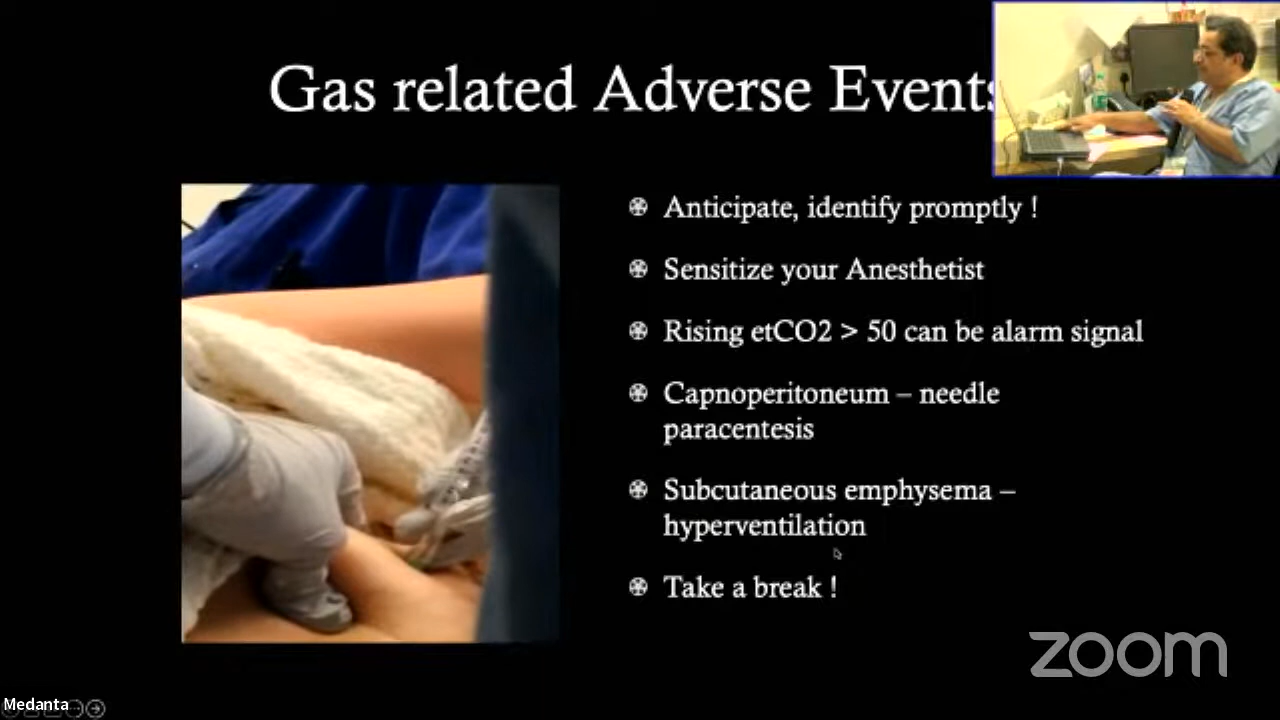 Gas related Adverse Events
Anticipate, identify promptly !
Sensitize your Anesthetist
Rising etCO2 > 50 can be alarm signal
Capnoperitoneum – needle
paracentesis
Subcutaneous emphysema –
hyperventilation
Take a break !
zoom
Medanta